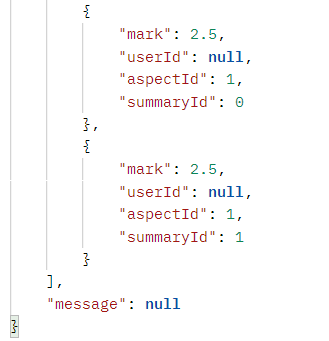 {
"mark": 2.5,
"userId": null,
"aspectId": 1,
"summaryId": 0
},
{
"mark": 2.5,
"userId": null,
"aspectId": 1,
"summaryId": 1
}
],
"message": null
}